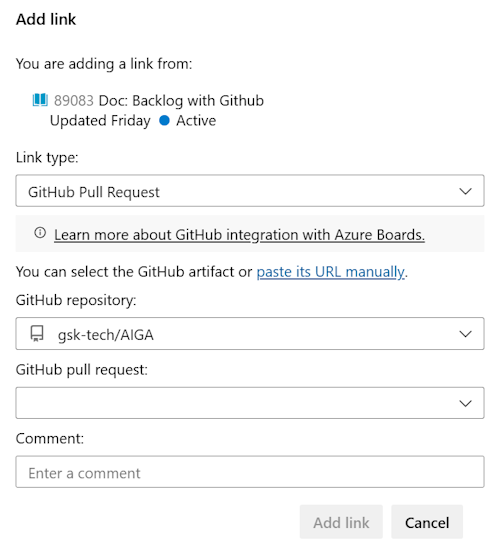 Add link
You are adding a link from:
89083 Doc: Backlog with Github
Updated Friday Active
Link type:
GitHub Pull Request
Learn more about GitHub integration with Azure Boards.
You can select the GitHub artifact or paste its URL manually.
GitHub repository:
gsk-tech/AIGA
GitHub pull request:
Comment:
Enter a comment
Add link Cancel